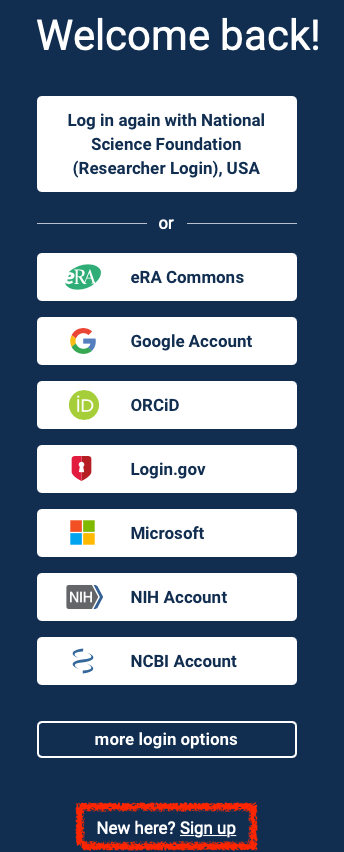 Welcome back!
Log in again with National
Science Foundation
(Researcher Login), USA
or
eRA eRA Commons
Google Account
iD ORCiD
Login.gov
Microsoft
NIH NIH Account
NCBI Account
more login options
New here? Sign up